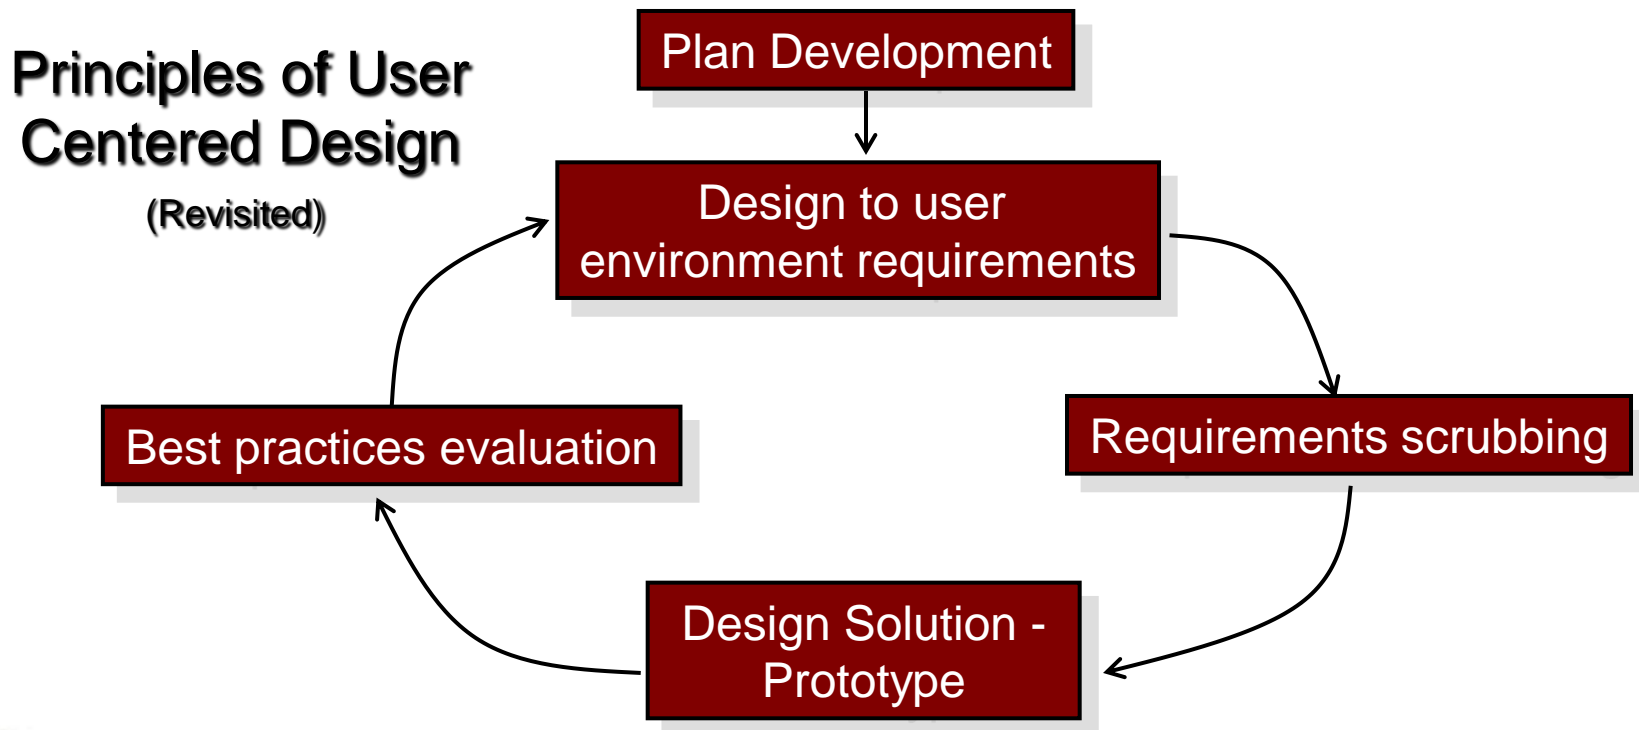 Principles of User
Centered Design
(Revisited)
Plan Development
Design to user
environment requirements
Requirements scrubbing
Best practices evaluation
Design Solution -
Prototype